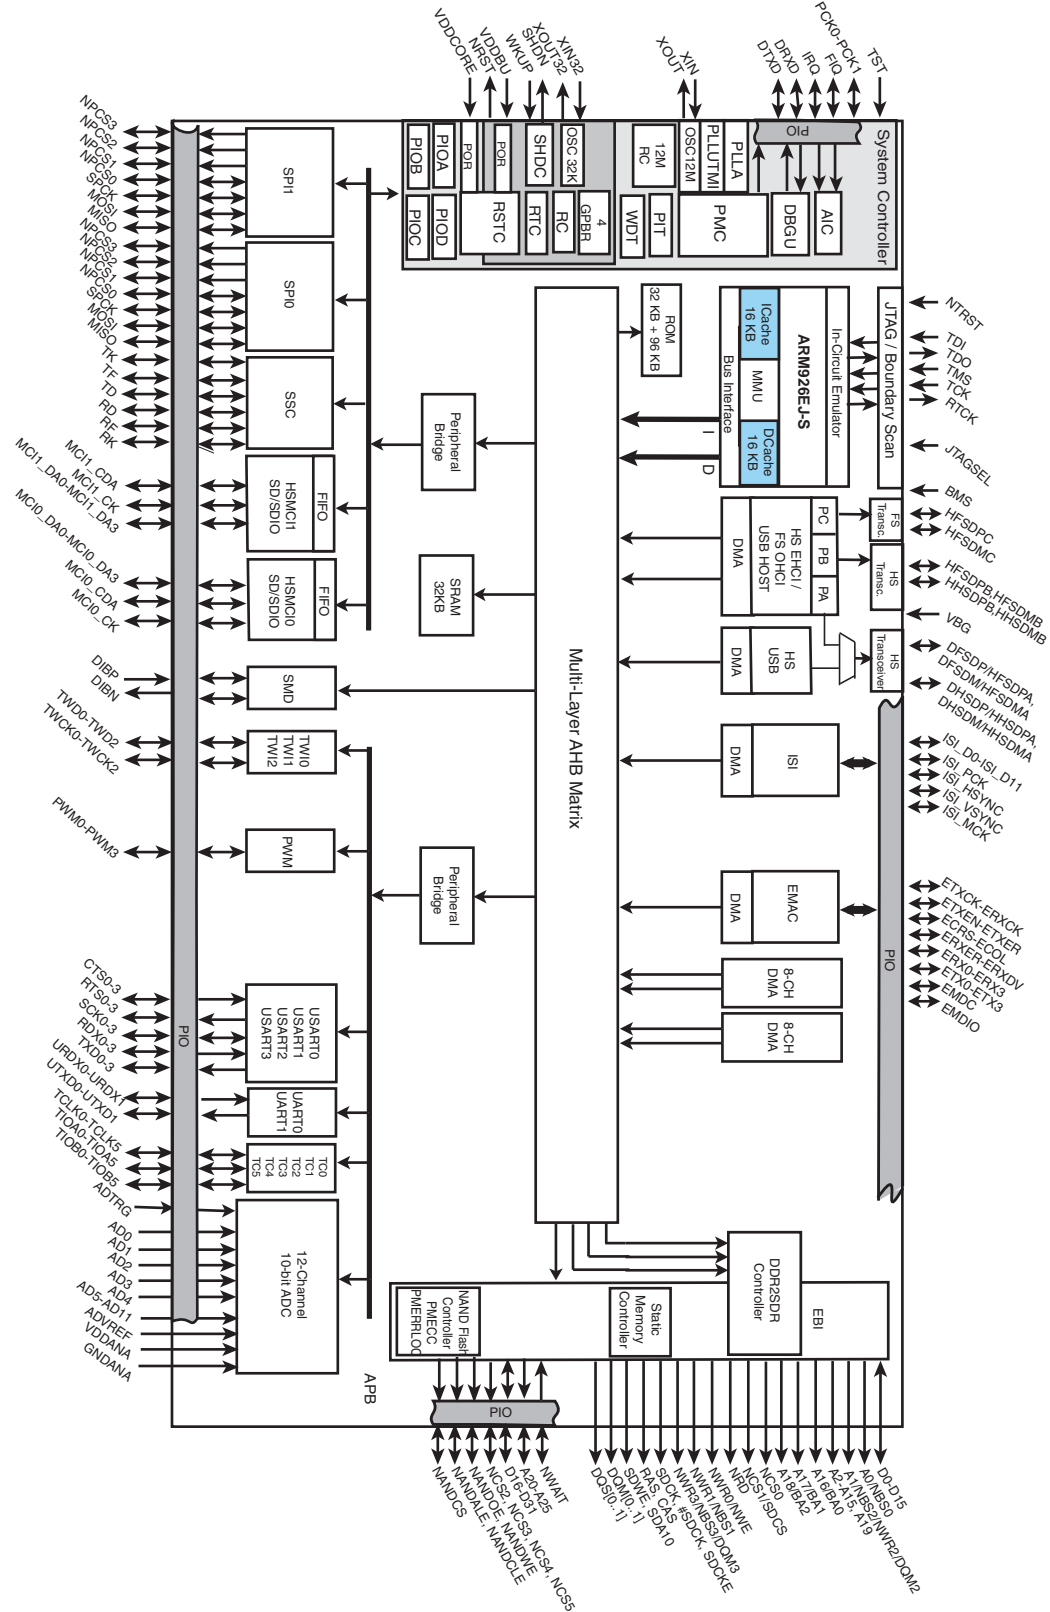 PCK0-PCK1
TST
FIQ
IRQ
DRXD
DTXD
XIN
XOUT
XIN32
XOUT32
SHDN
WKUP
VDDBU
NRST
VDDCORE
System Controller
PIO
AIC
DBGU
PLLA
PLLUTMI
OSC12M
PMC
12M
RC
PIT
WDT
OSC 32K
4
GPBR
RC
SHDC
RTC
POR
POR
RSTC
PIOA
PIOB
PIOD
PIOC
NTRST
TDI
TDO
TMS
TCK
RTCK
JTAGSEL
JTAG / Boundary Scan
In-Circuit Emulator
ARM926EJ-S
ICache
16 KB
MMU
DCache
16 KB
Bus Interface
I
D
ROM
32 KB + 96 KB
BMS
HFSDPC
HFSDMC
HFSDPB,HFSDMB
HHSDPB,HHSDMB
VBG
DFSDP/HFSDPA,
DFSDM/HFSDMA
DHSDP/HHSDPA,
DHSDM/HHSDMA
FS
Transc.
HS
Transc.
HS
Transceiver
PC
PB
PA
HS EHCI/
FS OHCI
USB HOST
DMA
HS
USB
DMA
PIO
ISI_D0-ISI_D11
ISI_PCK
ISI_HSYNC
ISI_VSYNC
ISI_MCK
ISI
DMA
ETXCK-ERXCK
ETXEN-ETXER
ECRS-ECOL
ERXER-ERXDV
ERX0-ERX3
ETX0-ETX3
EMDC
EMDIO
EMAC
DMA
8-CH
DMA
8-CH
DMA
Multi-Layer AHB Matrix
Peripheral
Bridge
SRAM
32KB
Peripheral
Bridge
NPCS3
NPCS2
NPCS1
NPCS0
SPCK
MOSI
MISO
NPCS3
NPCS2
NPCS1
NPCS0
SPCK
MOSI
MISO
TK
TF
TD
RD
RF
RK
MCI1_CDA
MCI1_CK
MCI1_DA0-MCI1_DA3
MCI0_DA0-MCI0_DA3
MCI0_CDA
MCI0_CK
DIBP
DIBN
TWD0-TWD2
TWCK0-TWCK2
PWM0-PWM3
CTS0-3
RTS0-3
SCK0-3
RDX0-3
TXD0-3
URDX0-URDX1
UTXD0-UTXD1
TCLK0-TCLK5
TIOA0-TIOA5
TIOB0-TIOB5
ADTRG
AD0
AD1
AD2
AD3
AD4
AD5-AD11
ADVREF
VDDANA
GNDANA
PIO
SPI1
SPI0
SSC
FIFO
HSMCI1
SD/SDIO
FIFO
HSMCI0
SD/SDIO
SMD
TWI0
TWI1
TWI2
PWM
USART0
USART1
USART2
USART3
UART0
UART1
TC0
TC1
TC2
TC3
TC4
TC5
12-Channel
10-bit ADC
APB
EBI
DDR2SDR
Controller
Static
Memory
Controller
NAND Flash
Controller
PMECC
PMERRLOC
PIO
D0-D15
A0/NBS0
A1/NBS2/NWR2/DQM2
A2-A15, A19
A16/BA0
A17/BA1
A18/BA2
NCS0
NCS1/SDCS
NRD
NWR0/NWE
NWR1/NBS1
NWR3/NBS3/DQM3
SDCK, #SDCK, SDCKE
RAS, CAS
SDWE, SDA10
DQM[0..1]
DQS[0..1]
NWAIT
A20-A25
D16-D31
NCS2, NCS3, NCS4, NCS5
NANDOE, NANDWE
NANDALE, NANDCLE
NANDCS